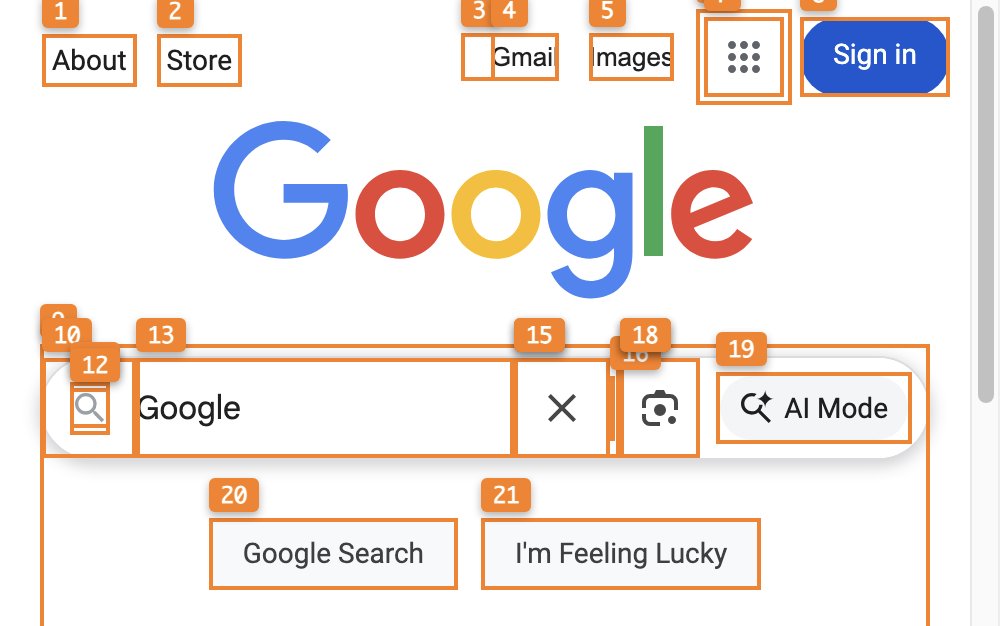 1
2
3
4
5
About
Store
Gmail
Images
Sign in
Google
10
13
15
18
19
12
Google
AI Mode
20
21
Google Search
I'm Feeling Lucky